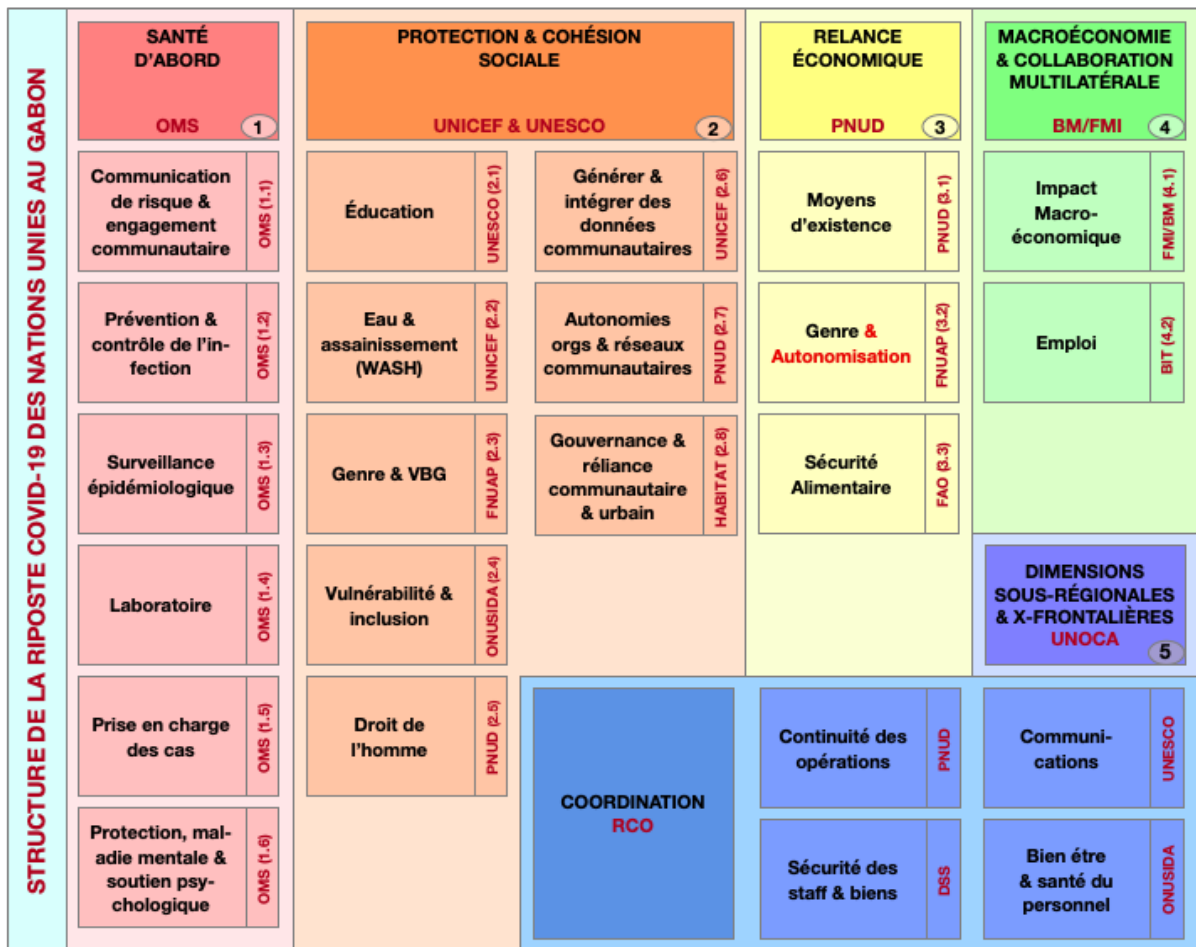 STRUCTURE DE LA RIPOSTE COVID-19 DES NATIONS UNIES AU GABON
SANTÉ
D'ABORD
OMS 1
Communication
de risque &
engagement
communautaire
OMS (1.1)
Prévention &
contrôle de l'in-
fection
OMS (1.2)
Surveillance
épidémiologique
OMS (1.3)
Laboratoire
OMS (1.4)
Prise en charge
des cas
OMS (1.5)
Protection, mal-
adie mentale &
soutien psy-
chologique
OMS (1.6)
PROTECTION & COHÉSION
SOCIALE
UNICEF & UNESCO 2
Éducation
UNESCO (2.1)
Eau &
assainissement
(WASH)
UNICEF (2.2)
Genre & VBG
FNUAP (2.3)
Vulnérabilité &
inclusion
ONUSIDA (2.4)
Droit de
l'homme
PNUD (2.5)
Générer &
intégrer des
données
communautaires
UNICEF (2.6)
Autonomies
orgs & réseaux
communautaires
PNUD (2.7)
Gouvernance &
réliance
communautaire
& urbain
HABITAT (2.8)
RELANCE
ÉCONOMIQUE
PNUD 3
Moyens
d'existence
PNUD (3.1)
Genre &
Autonomisation
FNUAP (3.2)
Sécurité
Alimentaire
FAO (3.3)
MACROÉCONOMIE
& COLLABORATION
MULTILATÉRALE
BM/FMI 4
Impact
Macro-
économique
FMI/BM (4.1)
Emploi
BIT (4.2)
DIMENSIONS
SOUS-RÉGIONALES
& X-FRONTALIÈRES
UNOCA
5
COORDINATION
RCO
Continuité des
opérations
PNUD
Communi-
cations
UNESCO
Sécurité des
staff & biens
DSS
Bien étre
& santé du
personnel
ONUSIDA